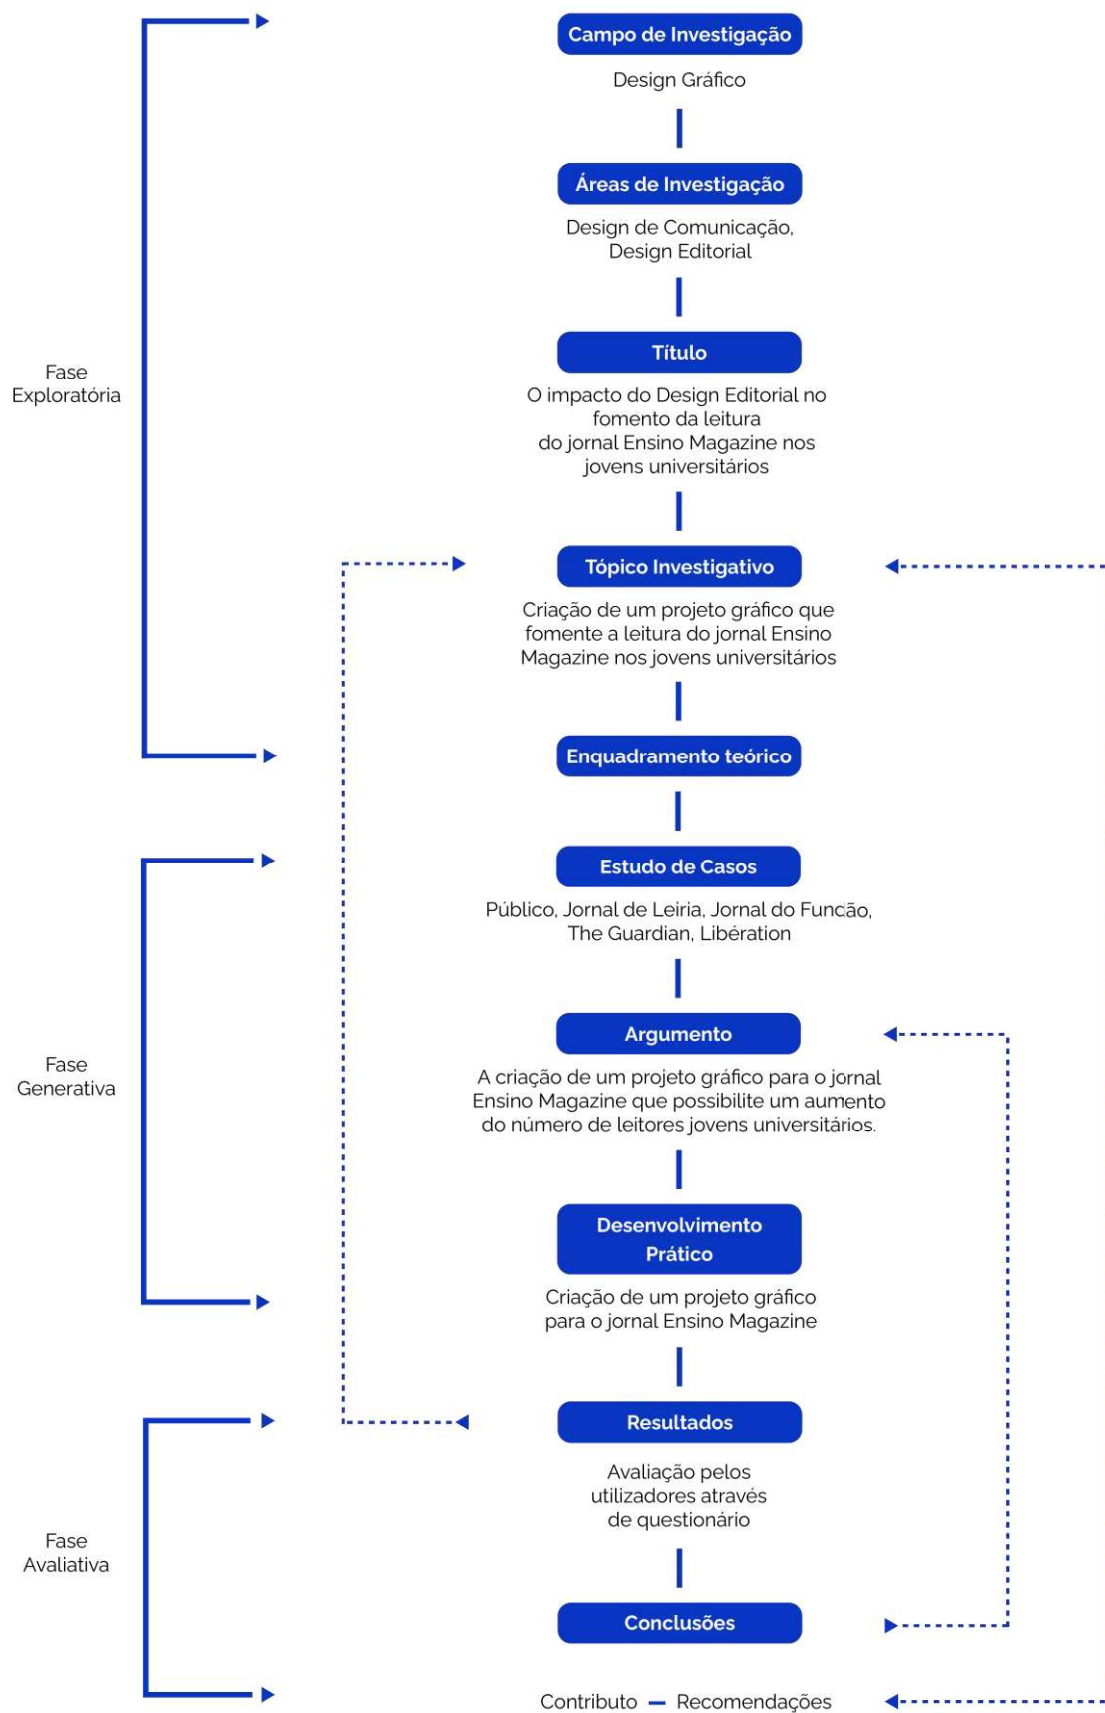 Campo de Investigação
Design Gráfico
Áreas de Investigação
Design de Comunicação,
Design Editorial
Título
O impacto do Design Editorial no
fomento da leitura
do jornal Ensino Magazine nos
jovens universitários
Fase
Exploratória
Tópico Investigativo
Criação de um projeto gráfico que
fomente a leitura do jornal Ensino
Magazine nos jovens universitários
Enquadramento teórico
Estudo de Casos
Público, Jornal de Leiria, Jornal do Funcão,
The Guardian, Libération
Argumento
A criação de um projeto gráfico para o jornal
Ensino Magazine que possibilite um aumento
do número de leitores jovens universitários.
Fase
Generativa
Desenvolvimento
Prático
Criação de um projeto gráfico
para o jornal Ensino Magazine
Resultados
Avaliação pelos
utilizadores através
de questionário
Fase
Avaliativa
Conclusões
Contributo — Recomendações